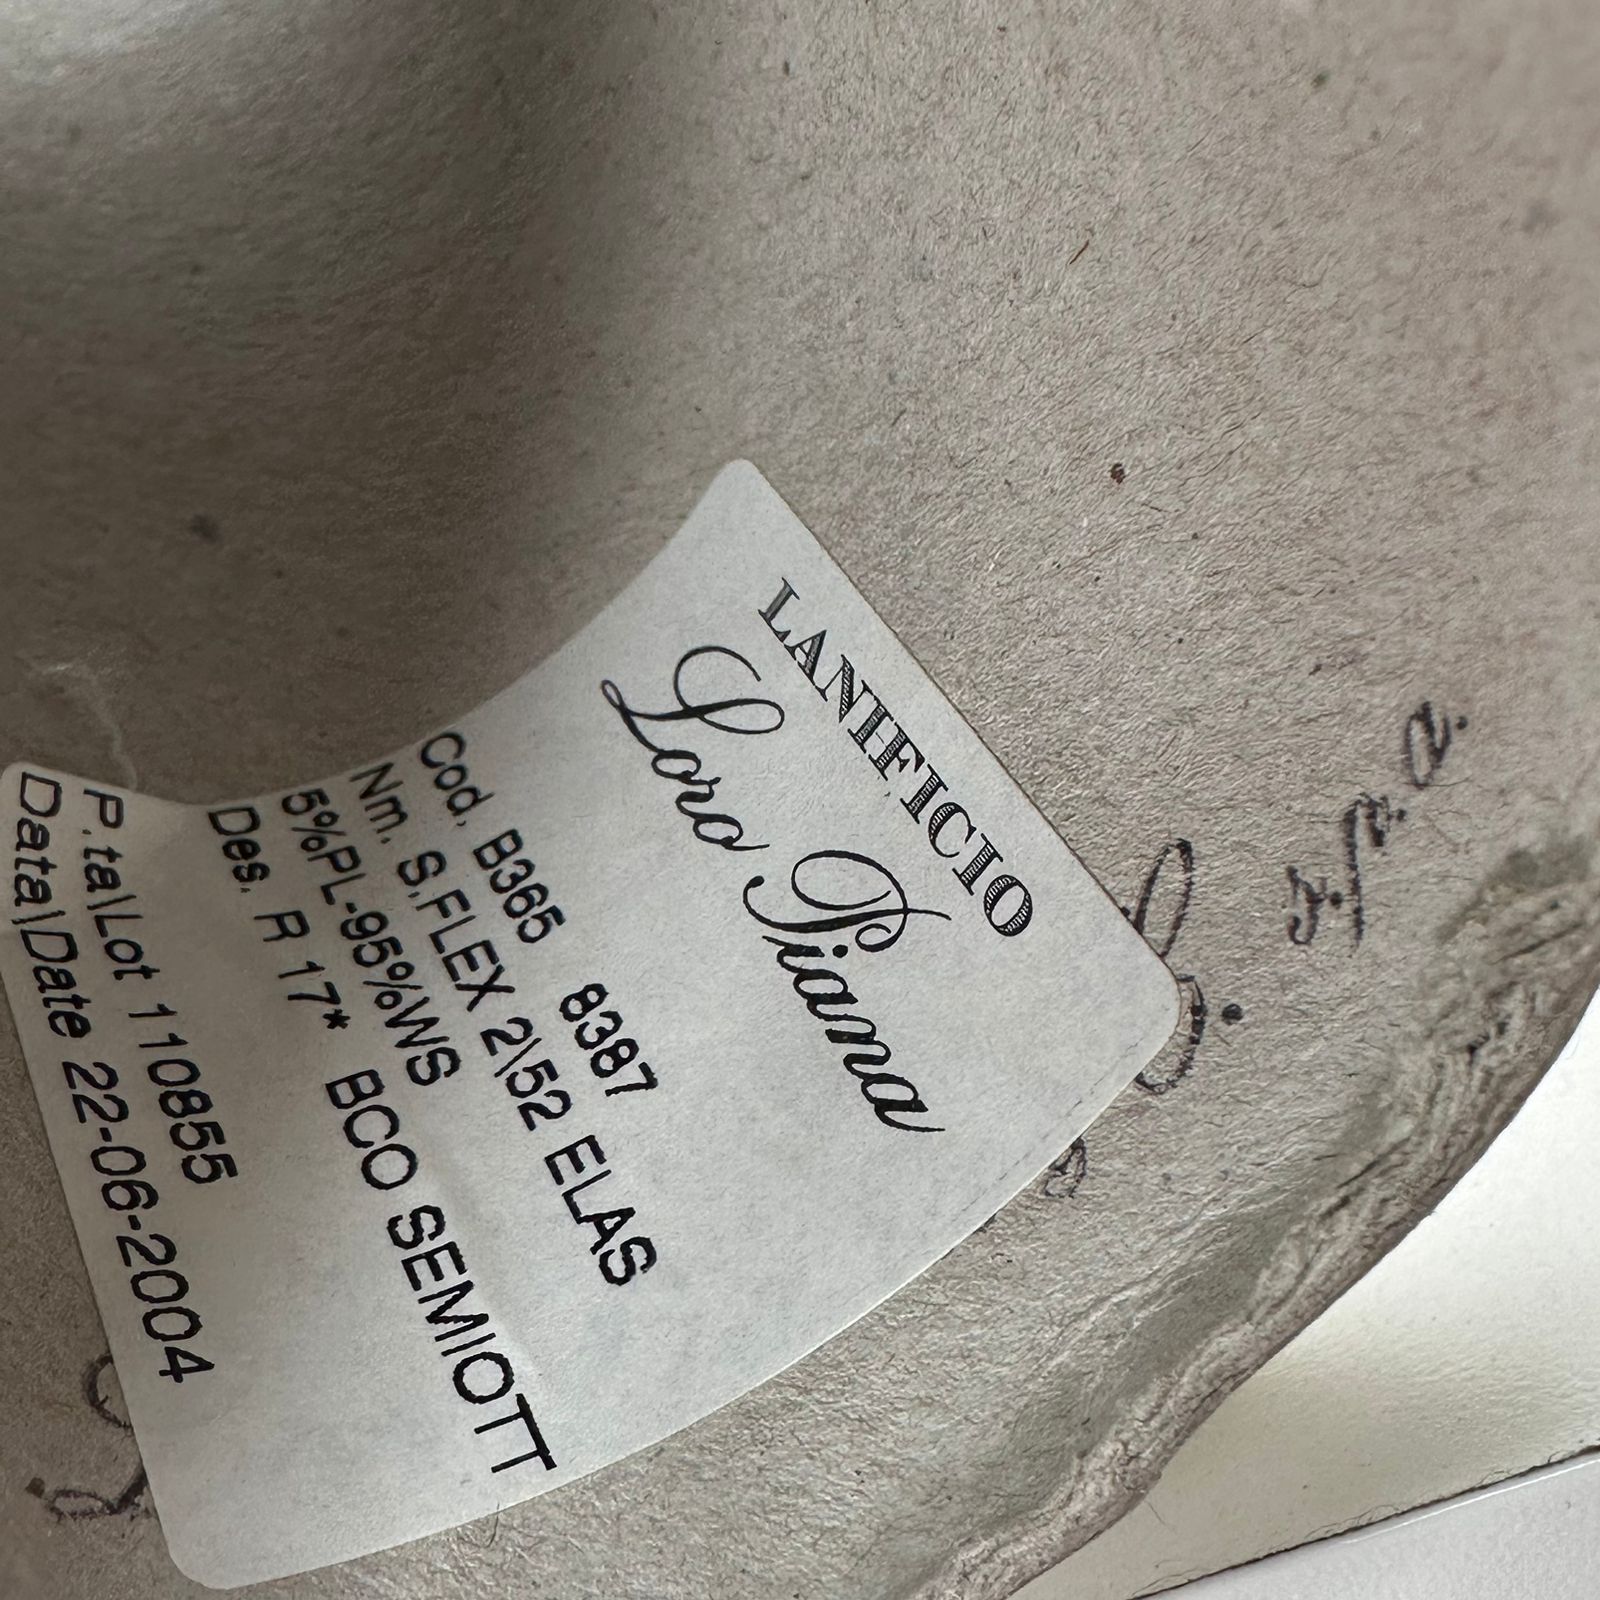 LANIFICIO
Loro Piana
Cod. B365 8387
Nm. S.FLEX 2\52 ELAS
5%PL-95%WS
Des. R 17* BCO SEMIOTT
P.ta\Lot 110855
Data\Date 22-06-2004